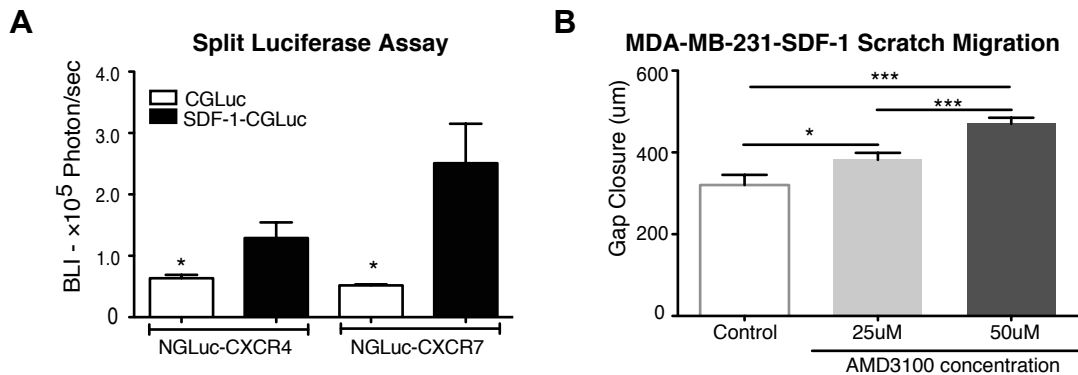 A
Split Luciferase Assay
BLI - ×10⁵ Photon/sec
4.0
3.0
2.0
1.0
0
CGLuc
SDF-1-CGLuc
*
*
NGLuc-CXCR4
NGLuc-CXCR7
B
MDA-MB-231-SDF-1 Scratch Migration
Gap Closure (um)
600
400
200
0
***
***
*
Control
25uM
50uM
AMD3100 concentration